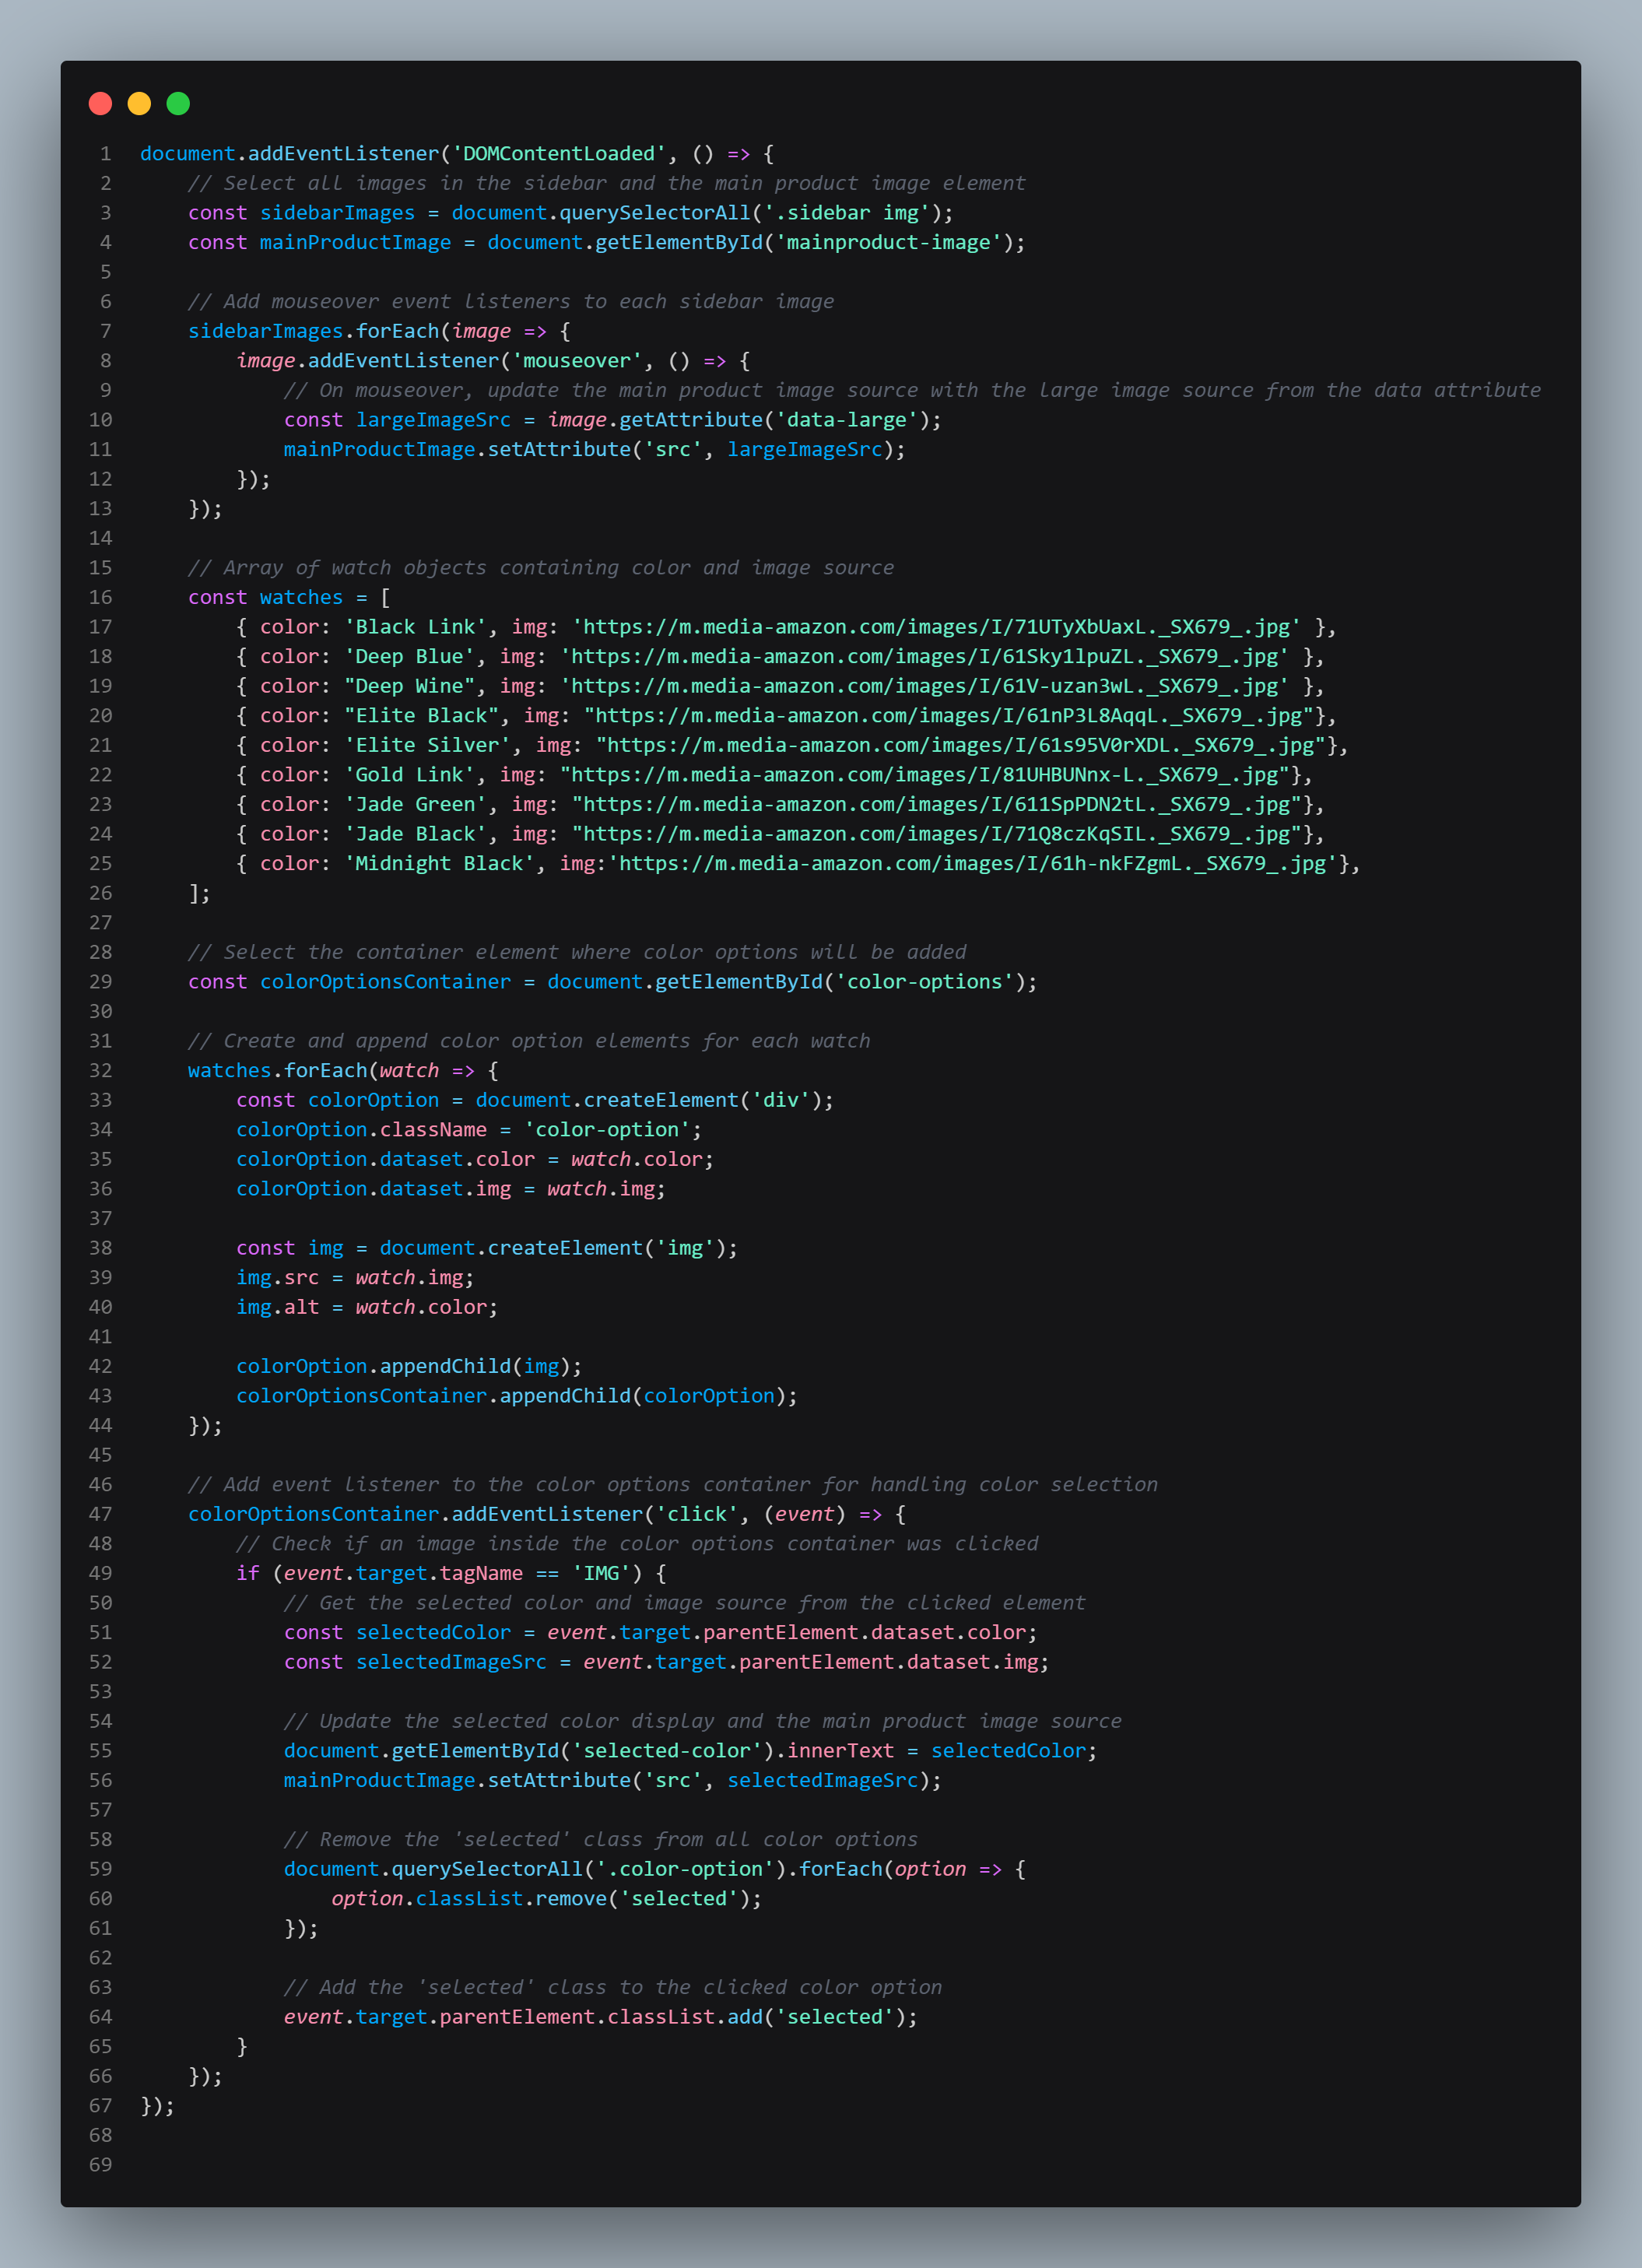 1 document.addEventListener('DOMContentLoaded', () => {
2     // Select all images in the sidebar and the main product image element
3     const sidebarImages = document.querySelectorAll('.sidebar img');
4     const mainProductImage = document.getElementById('mainproduct-image');
5
6     // Add mouseover event listeners to each sidebar image
7     sidebarImages.forEach(image => {
8         image.addEventListener('mouseover', () => {
9             // On mouseover, update the main product image source with the large image source from the data attribute
10             const largeImageSrc = image.getAttribute('data-large');
11             mainProductImage.setAttribute('src', largeImageSrc);
12         });
13     });
14
15     // Array of watch objects containing color and image source
16     const watches = [
17         { color: 'Black Link', img: 'https://m.media-amazon.com/images/I/71UTyXbUaxL._SX679_.jpg' },
18         { color: 'Deep Blue', img: 'https://m.media-amazon.com/images/I/61Sky1lpuZL._SX679_.jpg' },
19         { color: "Deep Wine", img: 'https://m.media-amazon.com/images/I/61V-uzan3wL._SX679_.jpg' },
20         { color: "Elite Black", img: "https://m.media-amazon.com/images/I/61nP3L8AqqL._SX679_.jpg"},
21         { color: 'Elite Silver', img: "https://m.media-amazon.com/images/I/61s95V0rXDL._SX679_.jpg"},
22         { color: 'Gold Link', img: "https://m.media-amazon.com/images/I/81UHBUNnx-L._SX679_.jpg"},
23         { color: 'Jade Green', img: "https://m.media-amazon.com/images/I/611SpPDN2tL._SX679_.jpg"},
24         { color: 'Jade Black', img: "https://m.media-amazon.com/images/I/71Q8czKqSIL._SX679_.jpg"},
25         { color: 'Midnight Black', img:'https://m.media-amazon.com/images/I/61h-nkFZgmL._SX679_.jpg'},
26     ];
27
28     // Select the container element where color options will be added
29     const colorOptionsContainer = document.getElementById('color-options');
30
31     // Create and append color option elements for each watch
32     watches.forEach(watch => {
33         const colorOption = document.createElement('div');
34         colorOption.className = 'color-option';
35         colorOption.dataset.color = watch.color;
36         colorOption.dataset.img = watch.img;
37
38         const img = document.createElement('img');
39         img.src = watch.img;
40         img.alt = watch.color;
41
42         colorOption.appendChild(img);
43         colorOptionsContainer.appendChild(colorOption);
44     });
45
46     // Add event listener to the color options container for handling color selection
47     colorOptionsContainer.addEventListener('click', (event) => {
48         // Check if an image inside the color options container was clicked
49         if (event.target.tagName == 'IMG') {
50             // Get the selected color and image source from the clicked element
51             const selectedColor = event.target.parentElement.dataset.color;
52             const selectedImageSrc = event.target.parentElement.dataset.img;
53
54             // Update the selected color display and the main product image source
55             document.getElementById('selected-color').innerText = selectedColor;
56             mainProductImage.setAttribute('src', selectedImageSrc);
57
58             // Remove the 'selected' class from all color options
59             document.querySelectorAll('.color-option').forEach(option => {
60                 option.classList.remove('selected');
61             });
62
63             // Add the 'selected' class to the clicked color option
64             event.target.parentElement.classList.add('selected');
65         }
66     });
67 });
68
69